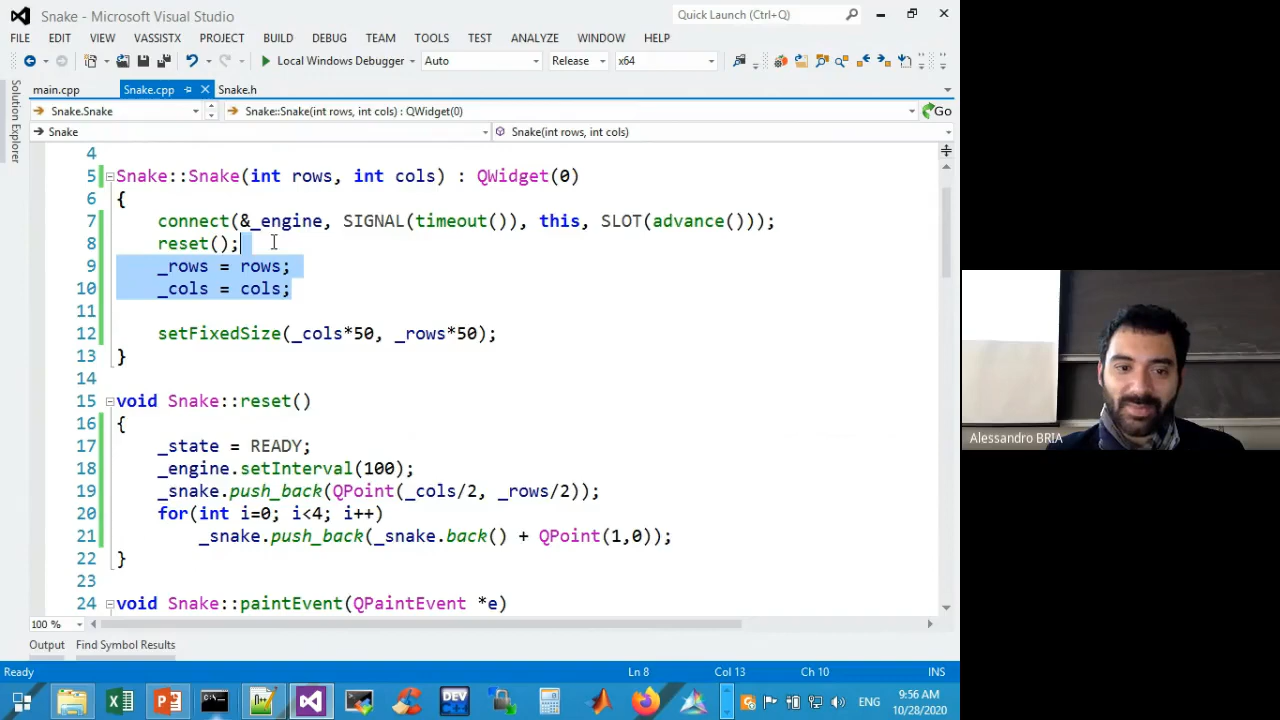 Snake - Microsoft Visual Studio
Quick Launch (Ctrl+Q)
FILE EDIT VIEW VASSISTX PROJECT BUILD DEBUG TEAM TOOLS TEST ANALYZE WINDOW HELP
Local Windows Debugger Auto Release x64
Solution Explorer
main.cpp Snake.cpp Snake.h
Snake.Snake Snake::Snake(int rows, int cols) : QWidget(0) Go
Snake Snake(int rows, int cols)
4
5 Snake::Snake(int rows, int cols) : QWidget(0)
6 {
7 connect(&_engine, SIGNAL(timeout()), this, SLOT(advance()));
8 reset();
9 _rows = rows;
10 _cols = cols;
11
12 setFixedSize(_cols*50, _rows*50);
13 }
14
15 void Snake::reset()
16 {
17 _state = READY;
18 _engine.setInterval(100);
19 _snake.push_back(QPoint(_cols/2, _rows/2));
20 for(int i=0; i<4; i++)
21 _snake.push_back(_snake.back() + QPoint(1,0));
22 }
23
24 void Snake::paintEvent(QPaintEvent *e)
100 %
Output Find Symbol Results
Ready Ln 8 Col 13 Ch 10 INS
DEV
ENG
9:56 AM
10/28/2020
Alessandro BRIA